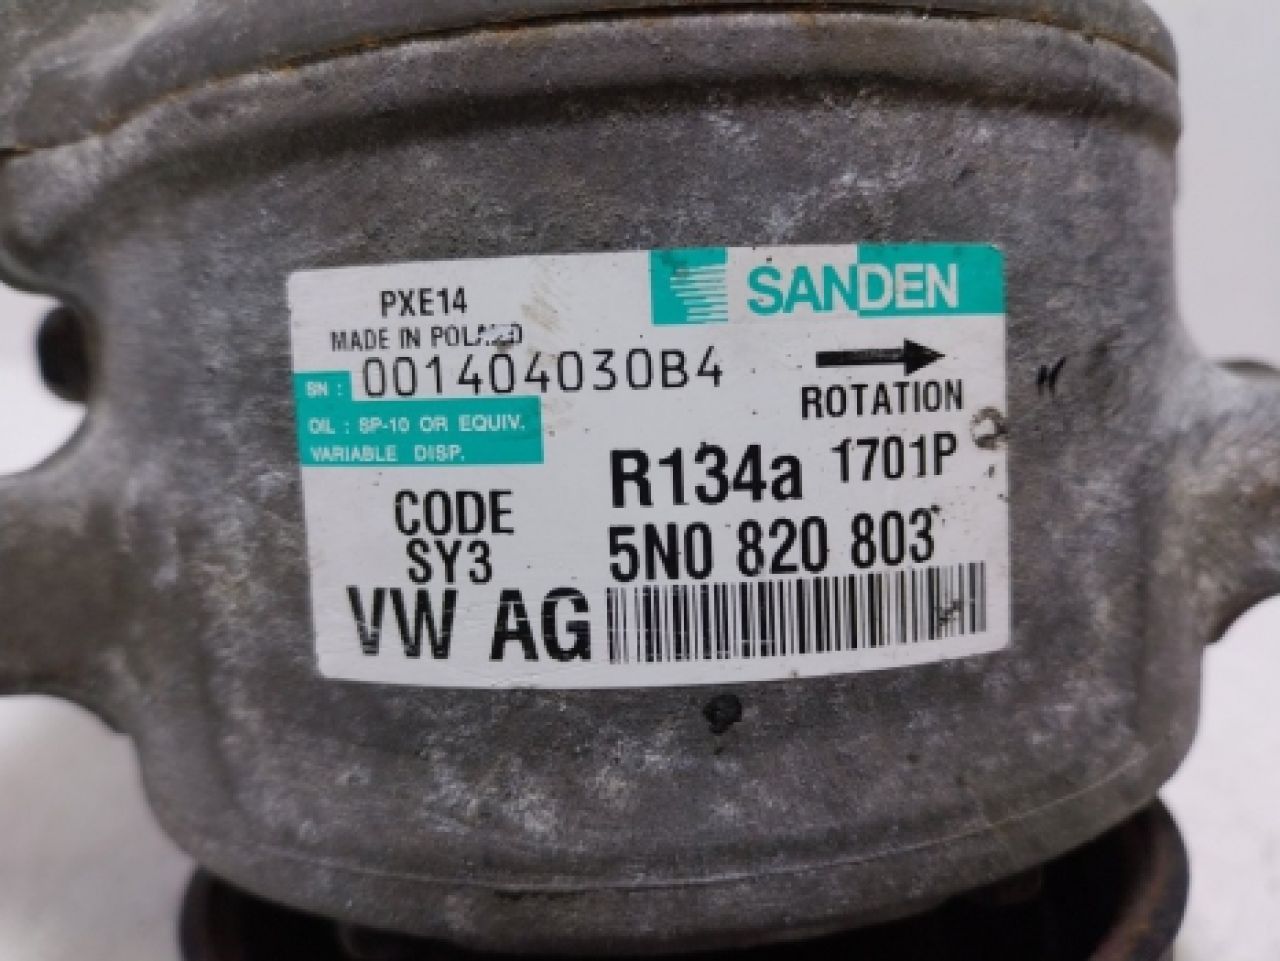 SANDEN
PXE14
MADE IN POLAND
SN : 001404030B4
ROTATION
OIL : SP-10 OR EQUIV.
VARIABLE DISP.
R134a 1701P
CODE
SY3
5N0 820 803
VW AG